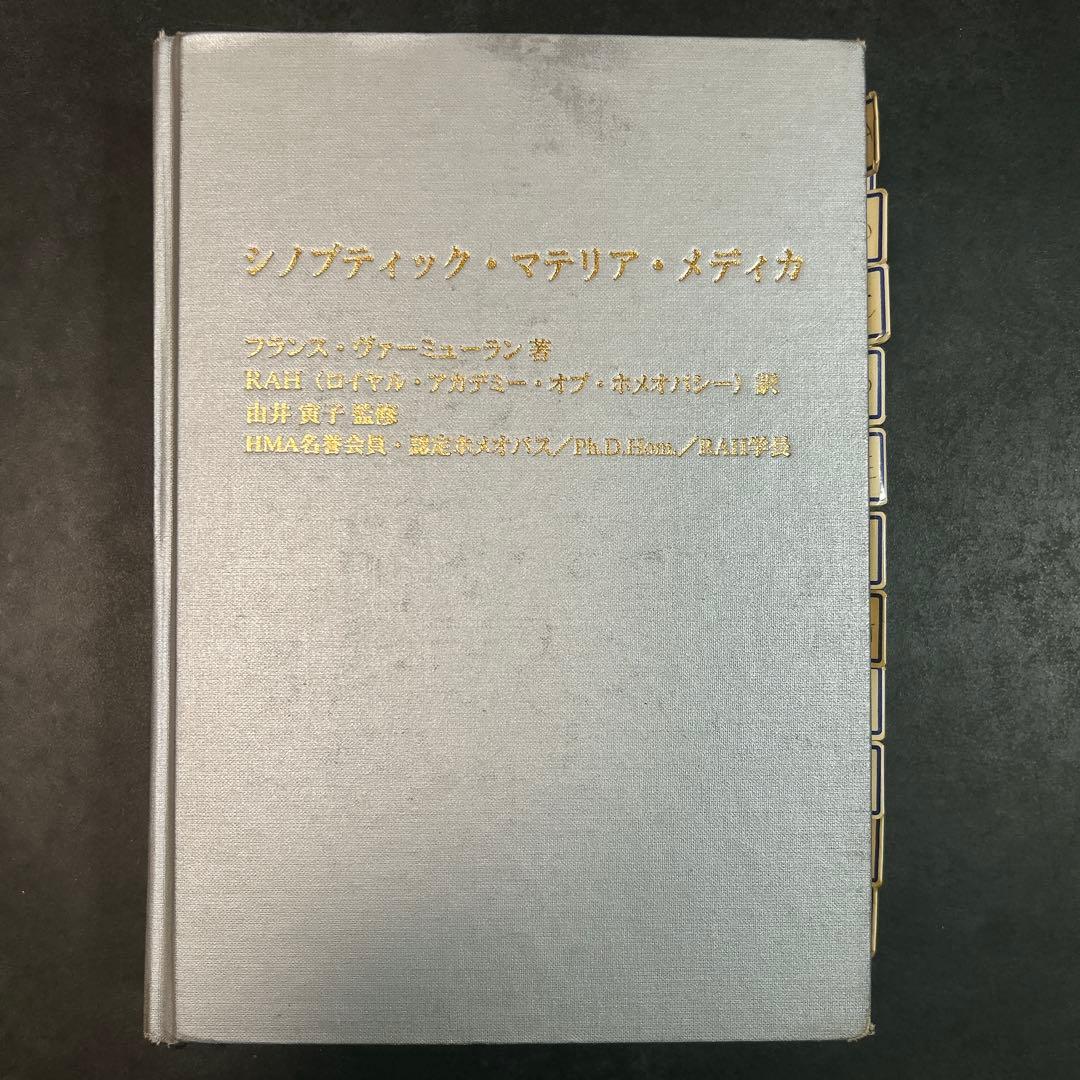 シノプティック・マテリア・メディカ
フランス・ヴァーミューラン 著
RAH（ロイヤル・アカデミー・オブ・ホメオパシー）訳
由井 寅子 監修
HMA名誉会員・認定ホメオパス／Ph.D.Hom.／RAH学長